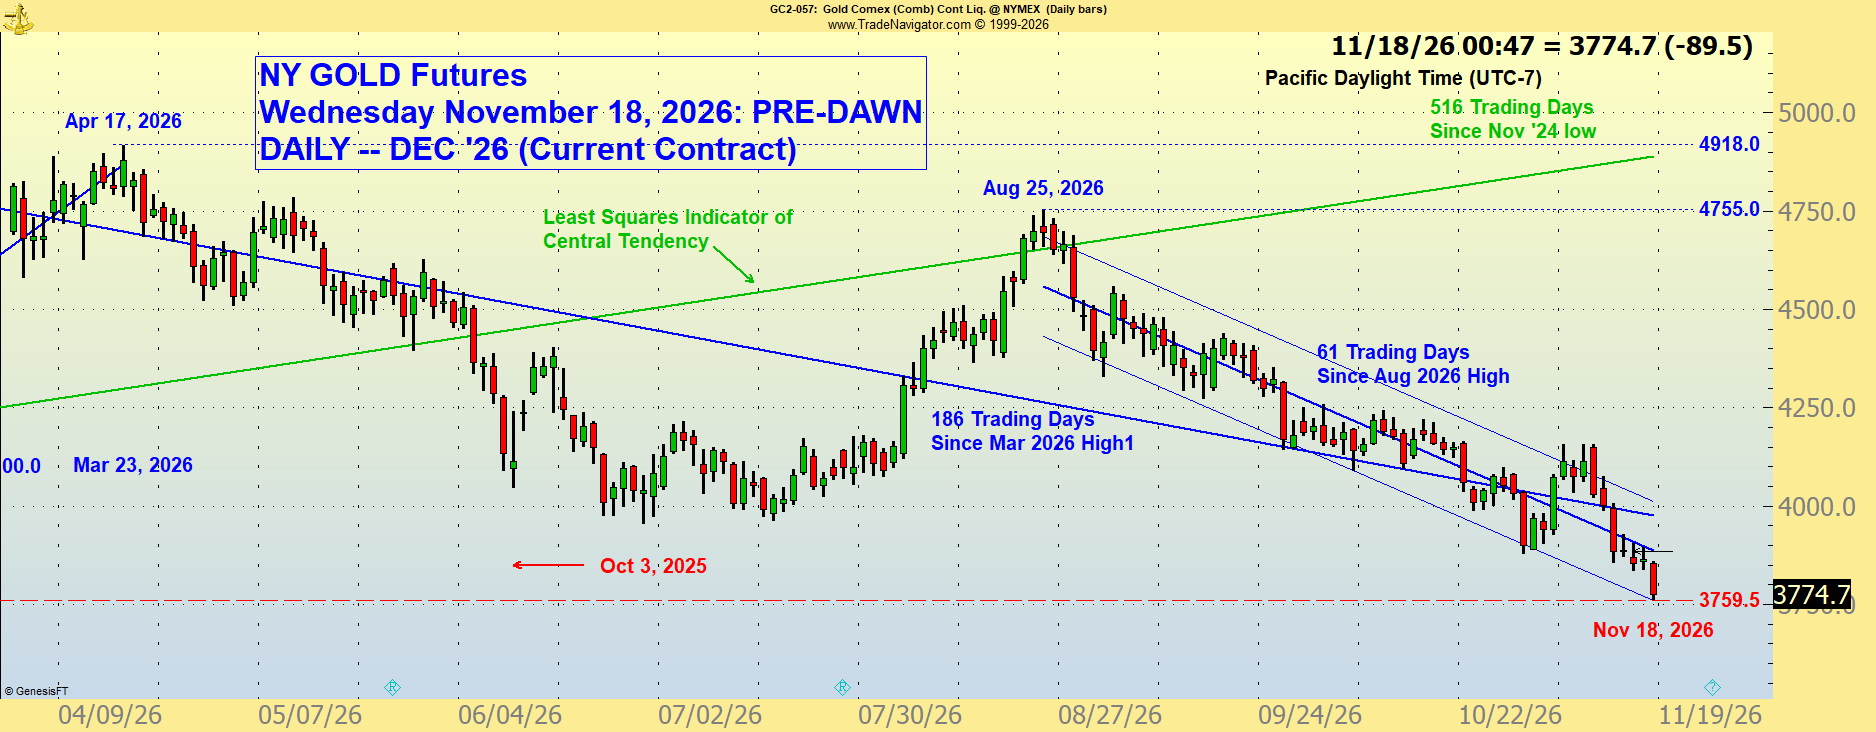 GC2-057: Gold Comex (Comb) Cont Liq. @ NYMEX (Daily bars)
www.TradeNavigator.com © 1999-2026
11/18/26 00:47 = 3774.7 (-89.5)
Pacific Daylight Time (UTC-7)
NY GOLD Futures
Wednesday November 18, 2026: PRE-DAWN
DAILY -- DEC '26 (Current Contract)
516 Trading Days
Since Nov '24 low
Apr 17, 2026
5000.0
4918.0
Aug 25, 2026
4755.0
4750.0
Least Squares Indicator of
Central Tendency
4500.0
61 Trading Days
Since Aug 2026 High
4250.0
186 Trading Days
Since Mar 2026 High1
00.0
Mar 23, 2026
4000.0
Oct 3, 2025
3759.5
3774.7
3750.0
Nov 18, 2026
R
R
?
© GenesisFT
04/09/26
05/07/26
06/04/26
07/02/26
07/30/26
08/27/26
09/24/26
10/22/26
11/19/26